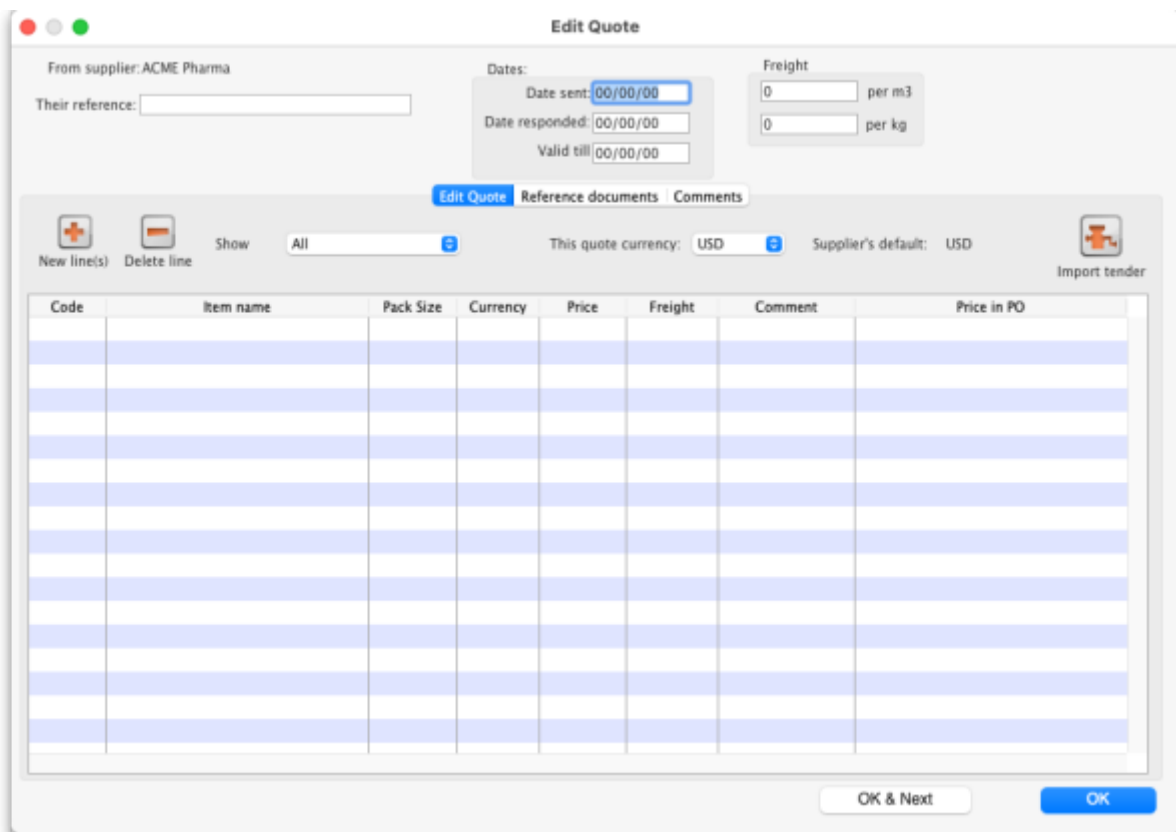 Edit Quote
From supplier: ACME Pharma
Their reference:
Dates:
Date sent: 00/00/00
Date responded: 00/00/00
Valid till 00/00/00
Freight
0 per m3
0 per kg
Edit Quote Reference documents Comments
New line(s) Delete line Show All This quote currency: USD Supplier's default: USD Import tender
Code Item name Pack Size Currency Price Freight Comment Price in PO
OK & Next OK